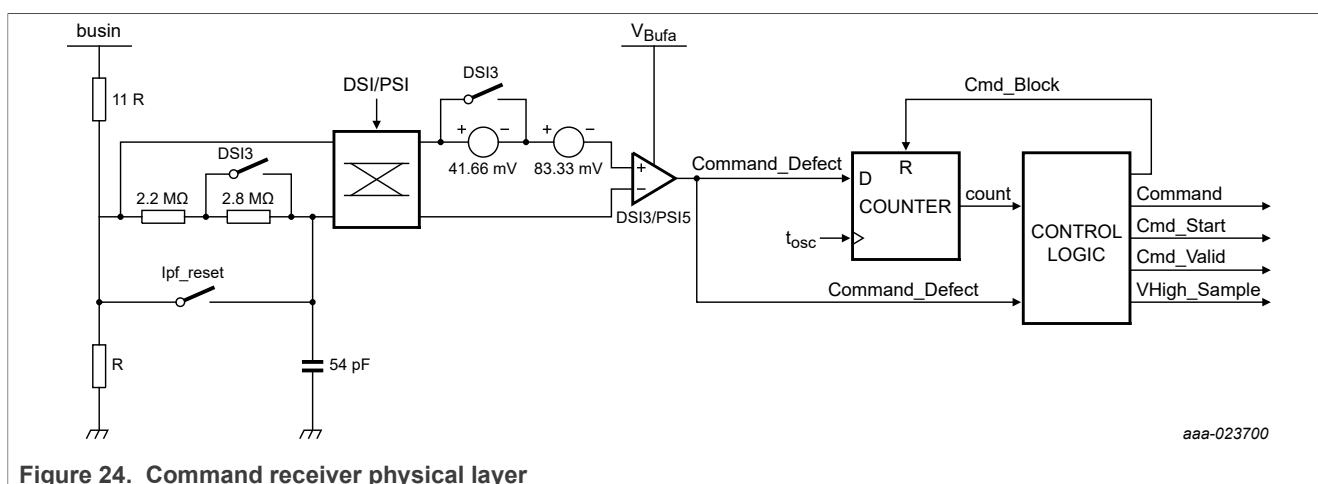 busin
V_Bufa
11 R
DSI/PSI
DSI3
Cmd_Block
+ - + -
41.66 mV 83.33 mV
DSI3
2.2 MΩ 2.8 MΩ
+
-
DSI3/PSI5
Command_Defect
D R
COUNTER
t_osc
count
CONTROL
LOGIC
Command
Cmd_Start
Cmd_Valid
VHigh_Sample
Ipf_reset
Command_Defect
R
54 pF
aaa-023700
Figure 24. Command receiver physical layer